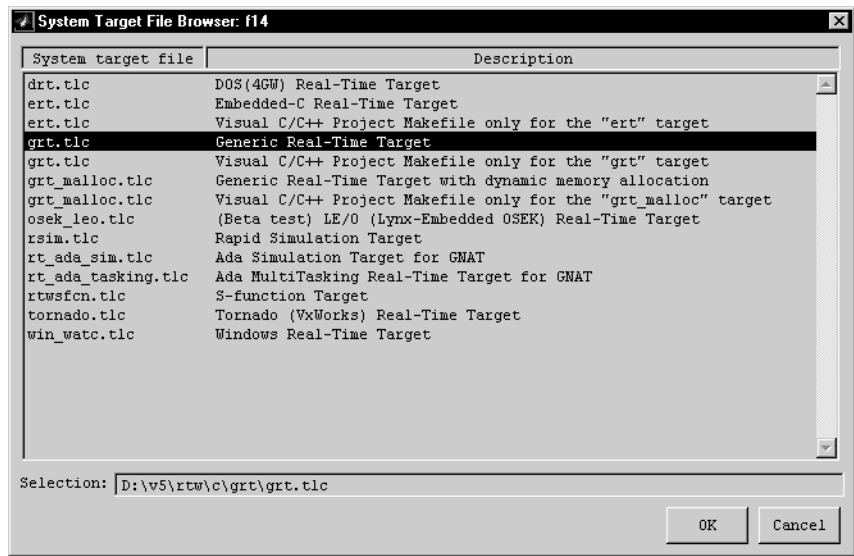 System Target File Browser: f14
System target file Description
drt.tlc DOS(4GW) Real-Time Target
ert.tlc Embedded-C Real-Time Target
ert.tlc Visual C/C++ Project Makefile only for the "ert" target
grt.tlc Generic Real-Time Target
grt.tlc Visual C/C++ Project Makefile only for the "grt" target
grt_malloc.tlc Generic Real-Time Target with dynamic memory allocation
grt_malloc.tlc Visual C/C++ Project Makefile only for the "grt_malloc" target
osek_leo.tlc (Beta test) LE/O (Lynx-Embedded OSEK) Real-Time Target
rsim.tlc Rapid Simulation Target
rt_ada_sim.tlc Ada Simulation Target for GNAT
rt_ada_tasking.tlc Ada MultiTasking Real-Time Target for GNAT
rtwsfcn.tlc S-function Target
tornado.tlc Tornado (VxWorks) Real-Time Target
win_watc.tlc Windows Real-Time Target
Selection: D:\v5\rtw\c\grt\grt.tlc
OK Cancel